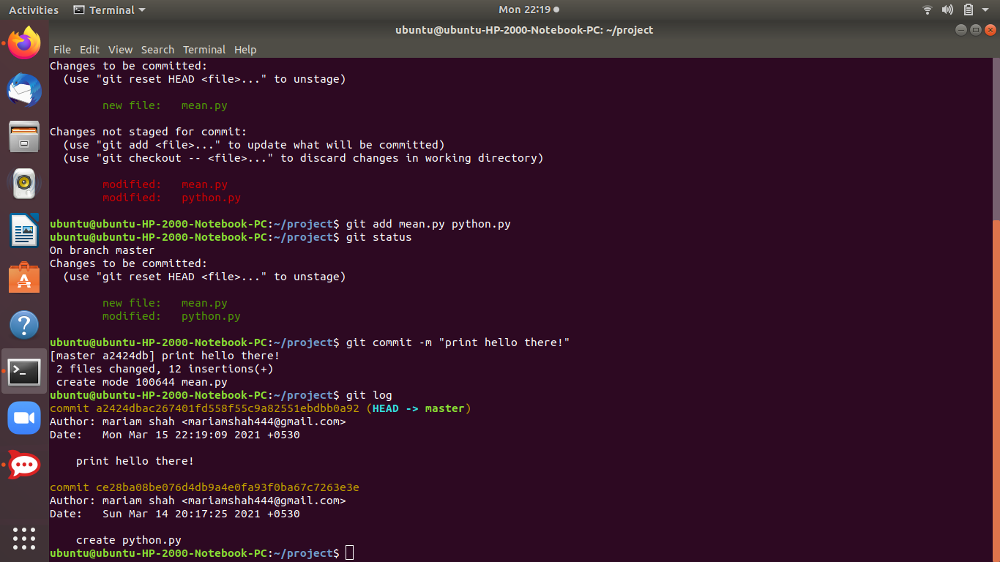 Activities Terminal Mon 22:19
ubuntu@ubuntu-HP-2000-Notebook-PC: ~/project
File Edit View Search Terminal Help
Changes to be committed:
  (use "git reset HEAD <file>..." to unstage)
        new file:   mean.py
Changes not staged for commit:
  (use "git add <file>..." to update what will be committed)
  (use "git checkout -- <file>..." to discard changes in working directory)
        modified:   mean.py
        modified:   python.py
ubuntu@ubuntu-HP-2000-Notebook-PC:~/project$ git add mean.py python.py
ubuntu@ubuntu-HP-2000-Notebook-PC:~/project$ git status
On branch master
Changes to be committed:
  (use "git reset HEAD <file>..." to unstage)
        new file:   mean.py
        modified:   python.py
ubuntu@ubuntu-HP-2000-Notebook-PC:~/project$ git commit -m "print hello there!"
[master a2424db] print hello there!
 2 files changed, 12 insertions(+)
 create mode 100644 mean.py
ubuntu@ubuntu-HP-2000-Notebook-PC:~/project$ git log
commit a2424dbac267401fd558f55c9a82551ebdbb0a92 (HEAD -> master)
Author: mariam shah <mariamshah444@gmail.com>
Date:   Mon Mar 15 22:19:09 2021 +0530
    print hello there!
commit ce28ba08be076d4db9a4e0fa93f0ba67c7263e3e
Author: mariam shah <mariamshah444@gmail.com>
Date:   Sun Mar 14 20:17:25 2021 +0530
    create python.py
ubuntu@ubuntu-HP-2000-Notebook-PC:~/project$